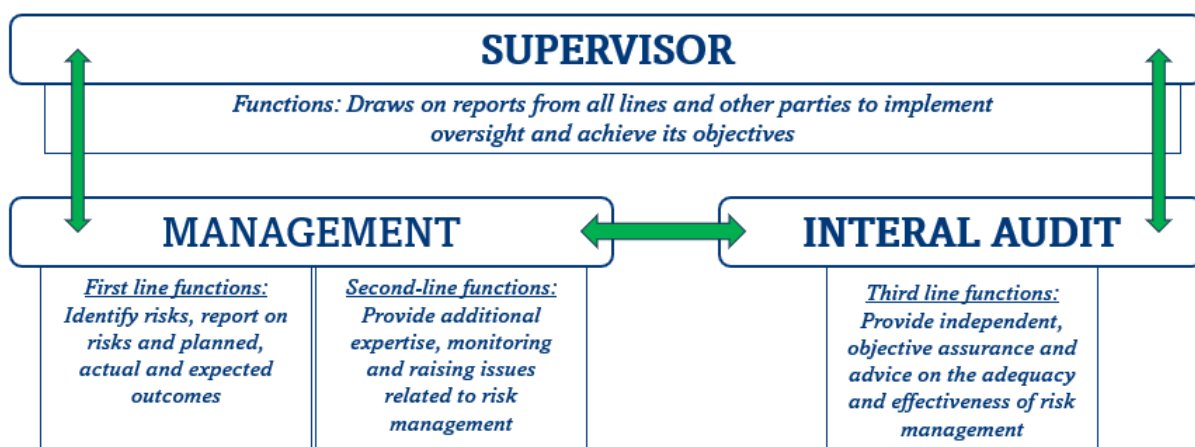 SUPERVISOR
Functions: Draws on reports from all lines and other parties to implement
oversight and achieve its objectives
MANAGEMENT
First line functions:
Identify risks, report on
risks and planned,
actual and expected
outcomes
Second-line functions:
Provide additional
expertise, monitoring
and raising issues
related to risk
management
INTERAL AUDIT
Third line functions:
Provide independent,
objective assurance and
advice on the adequacy
and effectiveness of risk
management